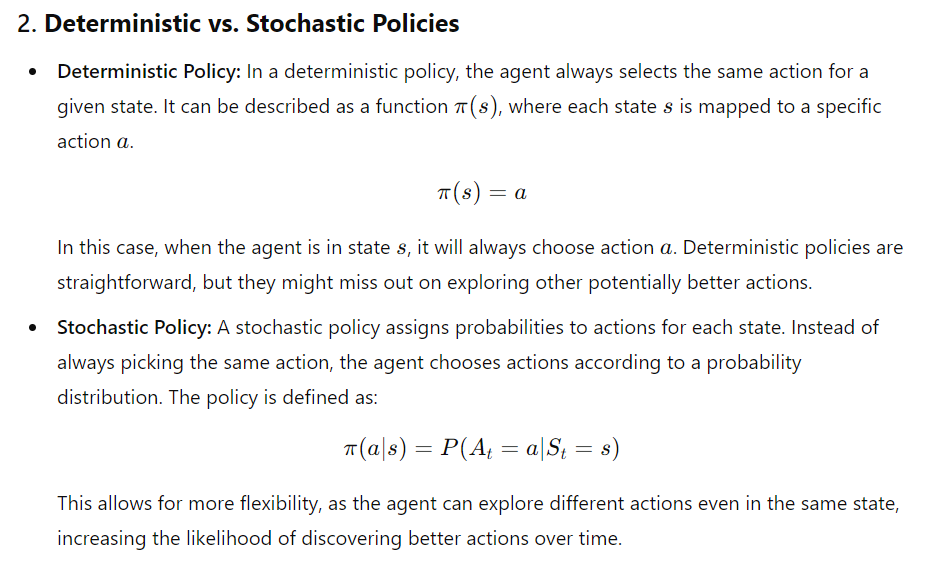 2. Deterministic vs. Stochastic Policies
• Deterministic Policy: In a deterministic policy, the agent always selects the same action for a
given state. It can be described as a function π(s), where each state s is mapped to a specific
action a.
π(s) = a
In this case, when the agent is in state s, it will always choose action a. Deterministic policies are
straightforward, but they might miss out on exploring other potentially better actions.
• Stochastic Policy: A stochastic policy assigns probabilities to actions for each state. Instead of
always picking the same action, the agent chooses actions according to a probability
distribution. The policy is defined as:
π(a|s) = P(Aₜ = a|Sₜ = s)
This allows for more flexibility, as the agent can explore different actions even in the same state,
increasing the likelihood of discovering better actions over time.